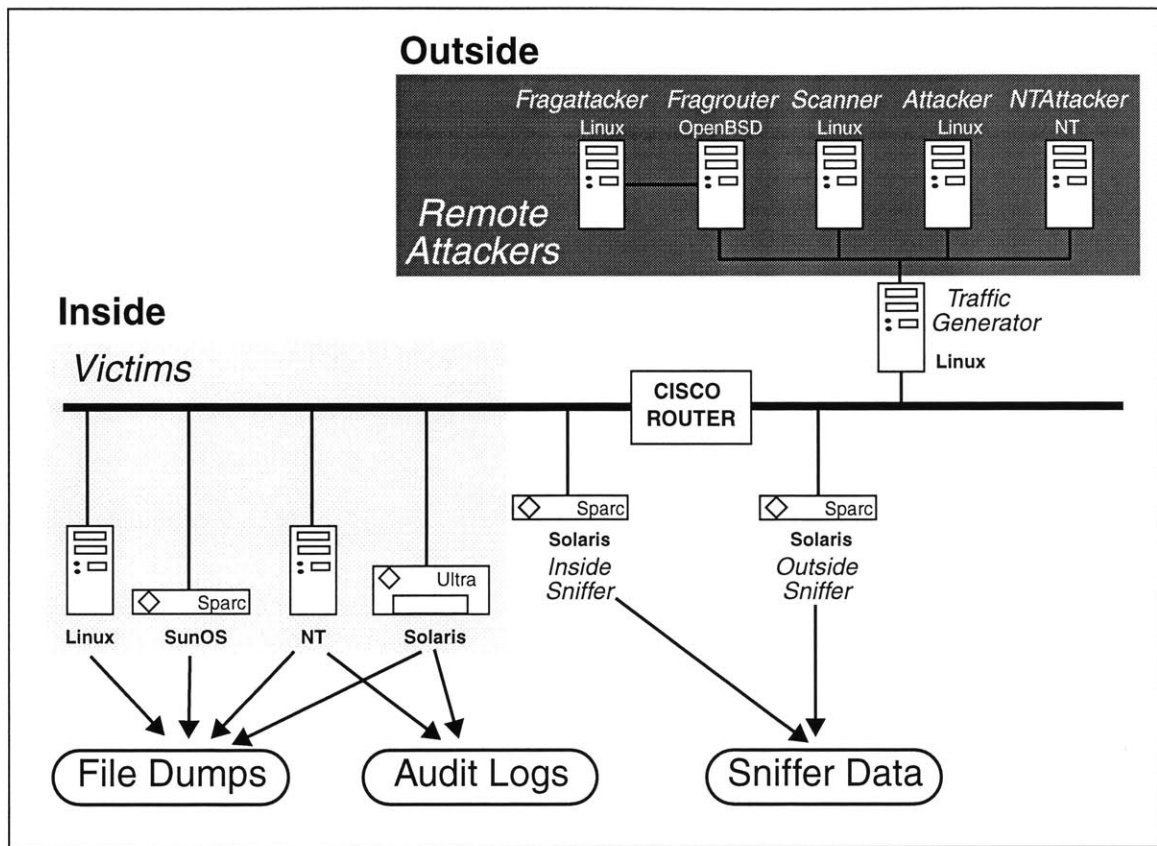 Outside
Fragattacker Fragrouter Scanner Attacker NTAttacker
Linux OpenBSD Linux Linux NT
Remote
Attackers
Traffic
Generator
Linux
Inside
Victims
CISCO
ROUTER
Sparc
Solaris
Inside
Sniffer
Sparc
Solaris
Outside
Sniffer
Linux
Sparc
SunOS
NT
Ultra
Solaris
File Dumps
Audit Logs
Sniffer Data